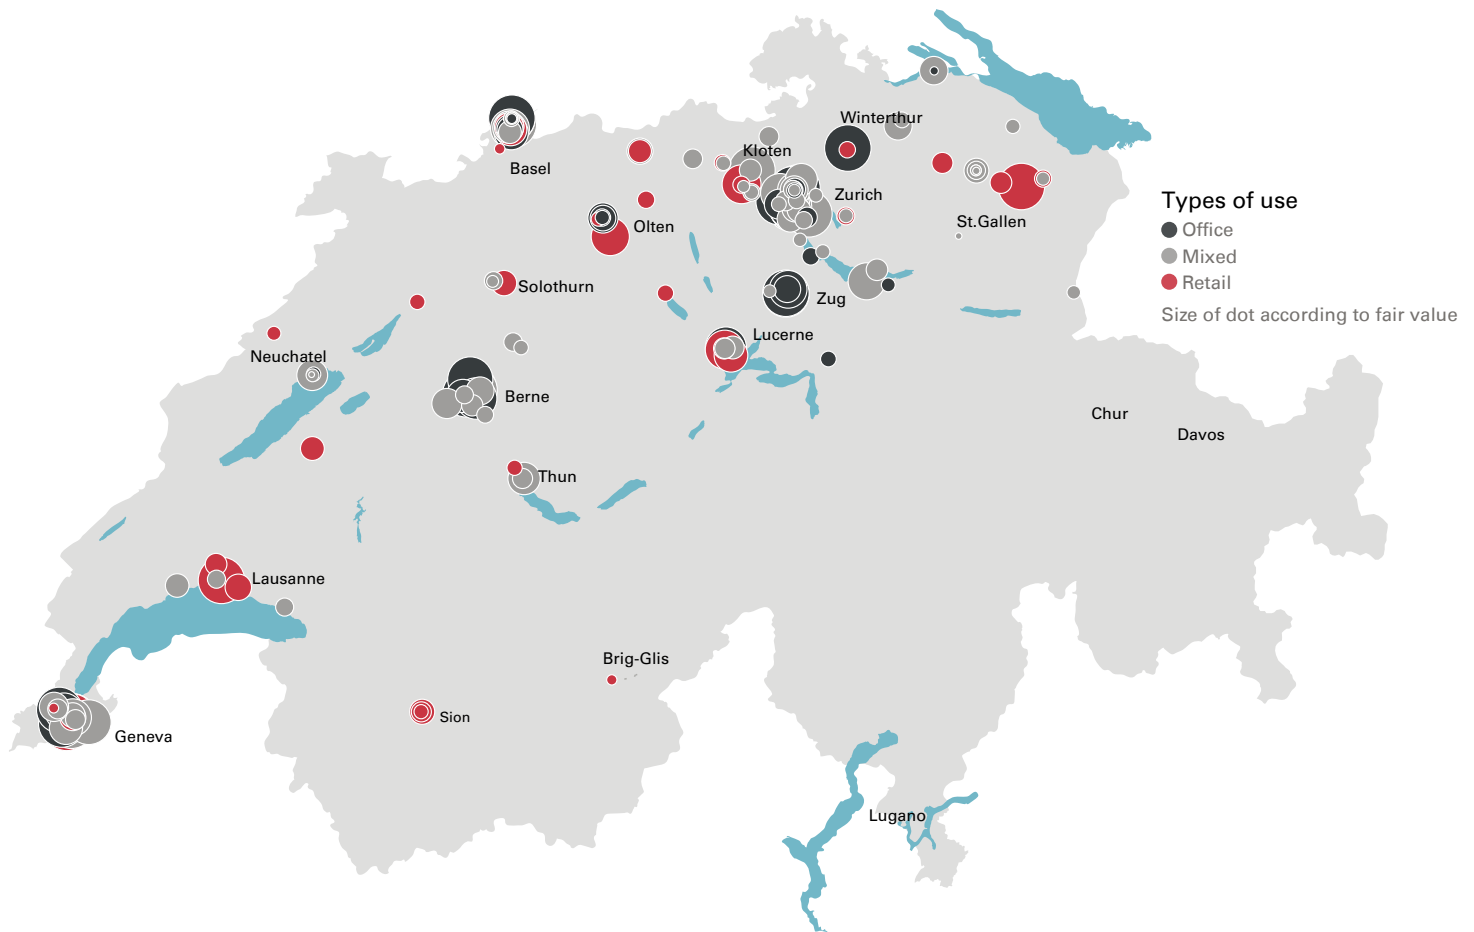 Winterthur
Kloten
Basel
Zurich
St.Gallen
Olten
Types of use
Office
Mixed
Retail
Size of dot according to fair value
Solothurn
Zug
Lucerne
Neuchatel
Berne
Chur
Davos
Thun
Lausanne
Brig-Glis
Sion
Geneva
Lugano